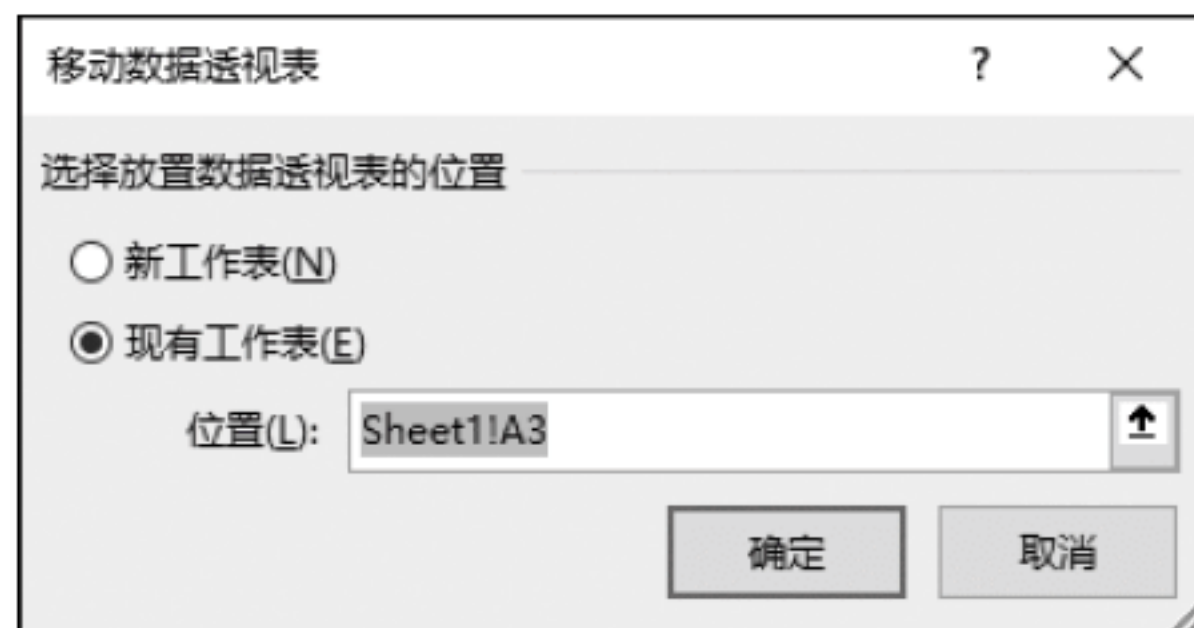 移动数据透视表 ? ×
选择放置数据透视表的位置
新工作表(N)
现有工作表(E)
位置(L): Sheet1!A3
确定 取消